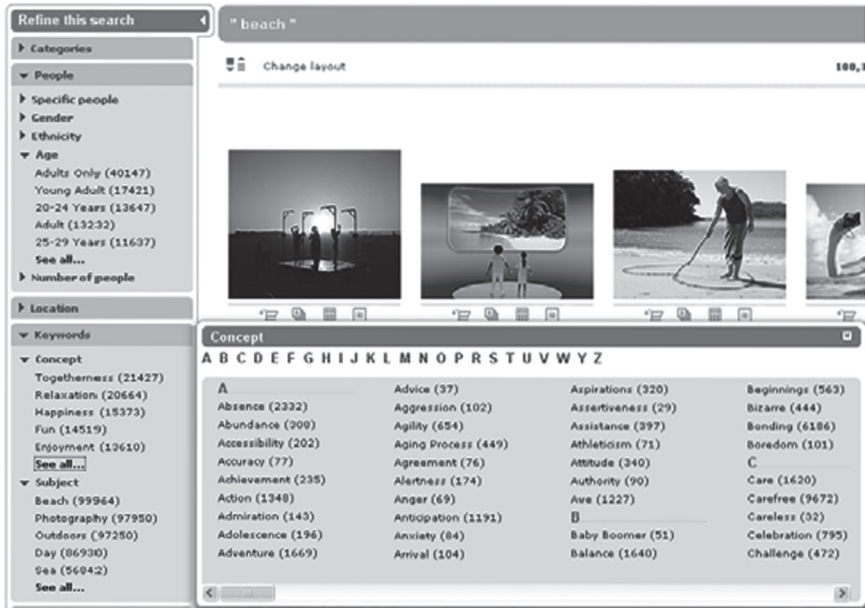 Refine this search
Categories
People
Specific people
Gender
Ethnicity
Age
Adults Only (40147)
Young Adult (17421)
20-24 Years (13647)
Adult (13232)
25-29 Years (11637)
See all...
Number of people
Location
Keywords
Concept
Togetherness (21427)
Relaxation (20664)
Happiness (15373)
Fun (14519)
Enjoyment (13610)
See all...
Subject
Beach (99964)
Photography (97950)
Outdoors (97250)
Day (86930)
Sea (56842)
See all...
" beach "
Change layout
Concept
A B C D E F G H I J K L M N O P R S T U V W Y Z
A
Absence (2332)
Abundance (308)
Accessibility (202)
Accuracy (77)
Achievement (235)
Action (1348)
Admiration (143)
Adolescence (196)
Adventure (1669)
Advice (37)
Aggression (102)
Agility (654)
Aging Process (449)
Agreement (76)
Alertness (174)
Anger (69)
Anticipation (1191)
Anxiety (84)
Arrival (104)
Aspirations (320)
Assertiveness (29)
Assistance (397)
Athleticism (71)
Attitude (340)
Authority (90)
Awe (1227)
B
Baby Boomer (51)
Balance (1640)
Beginnings (563)
Bizarre (444)
Bonding (6186)
Boredom (101)
C
Care (1620)
Carefree (9672)
Careless (32)
Celebration (795)
Challenge (472)